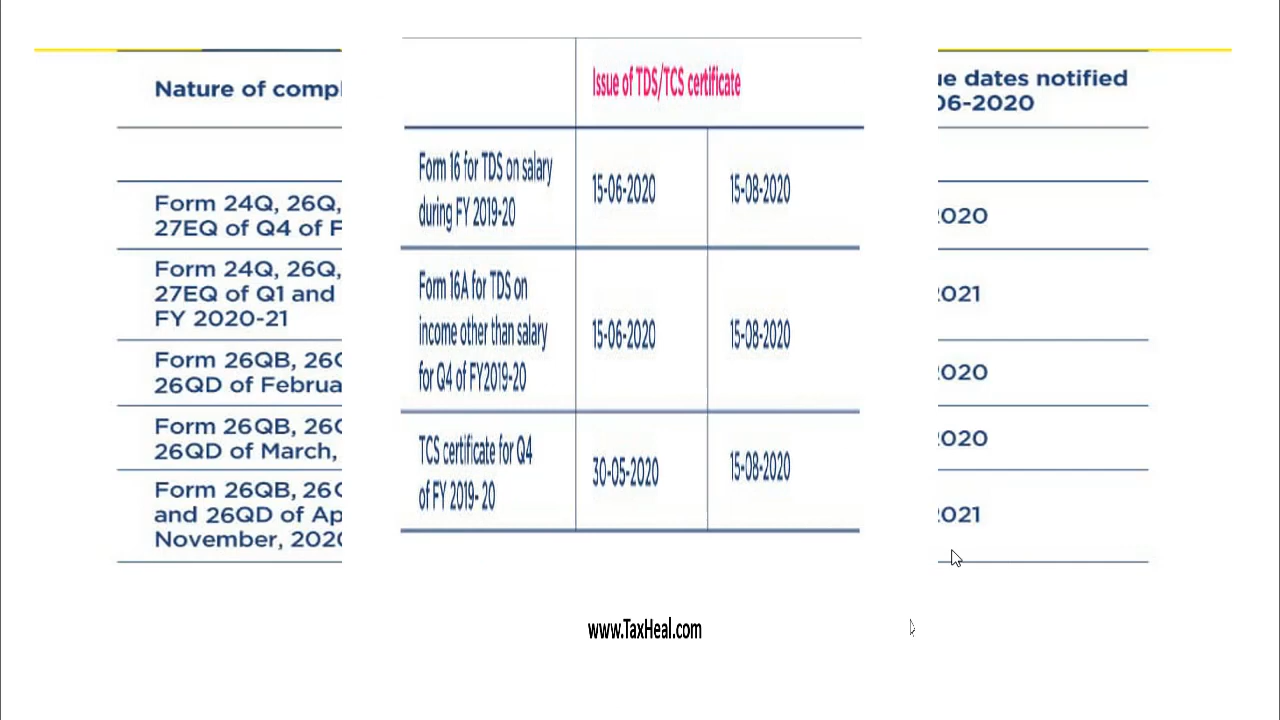 Nature of compl
Form 24Q, 26Q,
27EQ of Q4 of F
Form 24Q, 26Q,
27EQ of Q1 and
FY 2020-21
Form 26QB, 26C
26QD of Februa
Form 26QB, 26C
26QD of March,
Form 26QB, 26C
and 26QD of Ap
November, 2020
Issue of TDS/TCS certificate
Form 16 for TDS on salary
during FY 2019-20
15-06-2020
15-08-2020
Form 16A for TDS on
income other than salary
for Q4 of FY2019-20
15-06-2020
15-08-2020
TCS certificate for Q4
of FY 2019- 20
30-05-2020
15-08-2020
ue dates notified
06-2020
2020
2021
2020
2020
2021
www.TaxHeal.com